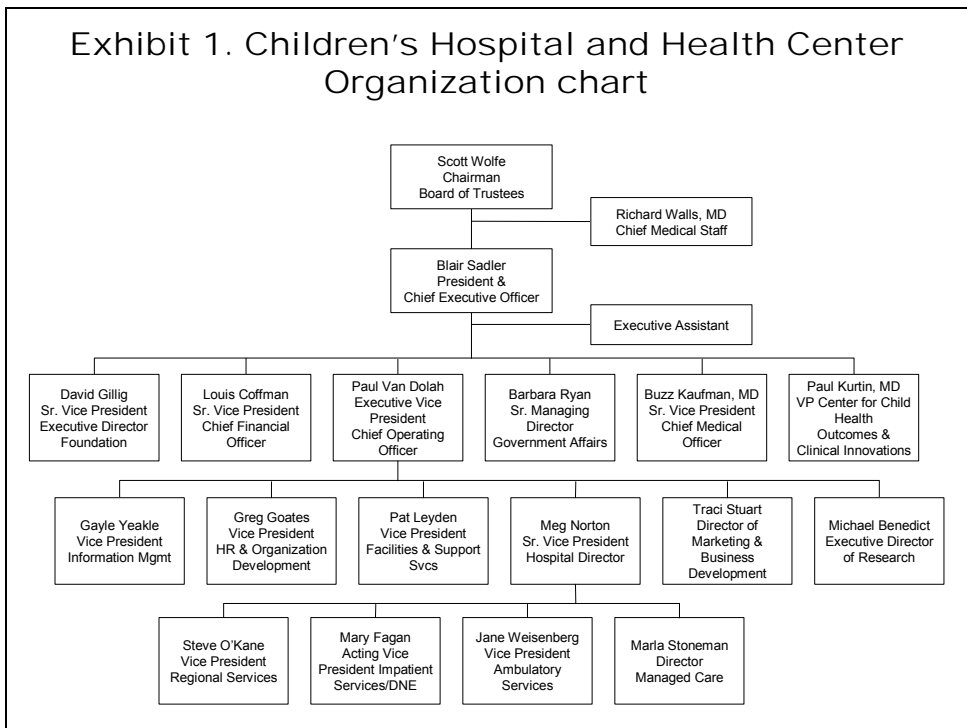 Exhibit 1. Children's Hospital and Health Center
Organization chart
Scott Wolfe
Chairman
Board of Trustees
Richard Walls, MD
Chief Medical Staff
Blair Sadler
President &
Chief Executive Officer
Executive Assistant
David Gillig
Sr. Vice President
Executive Director
Foundation
Louis Coffman
Sr. Vice President
Chief Financial
Officer
Paul Van Dolah
Executive Vice
President
Chief Operating
Officer
Barbara Ryan
Sr. Managing
Director
Government Affairs
Buzz Kaufman, MD
Sr. Vice President
Chief Medical
Officer
Paul Kurtin, MD
VP Center for Child
Health
Outcomes &
Clinical Innovations
Gayle Yeakle
Vice President
Information Mgmt
Greg Goates
Vice President
HR & Organization
Development
Pat Leyden
Vice President
Facilities & Support
Svcs
Meg Norton
Sr. Vice President
Hospital Director
Traci Stuart
Director of
Marketing &
Business
Development
Michael Benedict
Executive Director
of Research
Steve O'Kane
Vice President
Regional Services
Mary Fagan
Acting Vice
President Impatient
Services/DNE
Jane Weisenberg
Vice President
Ambulatory
Services
Marla Stoneman
Director
Managed Care